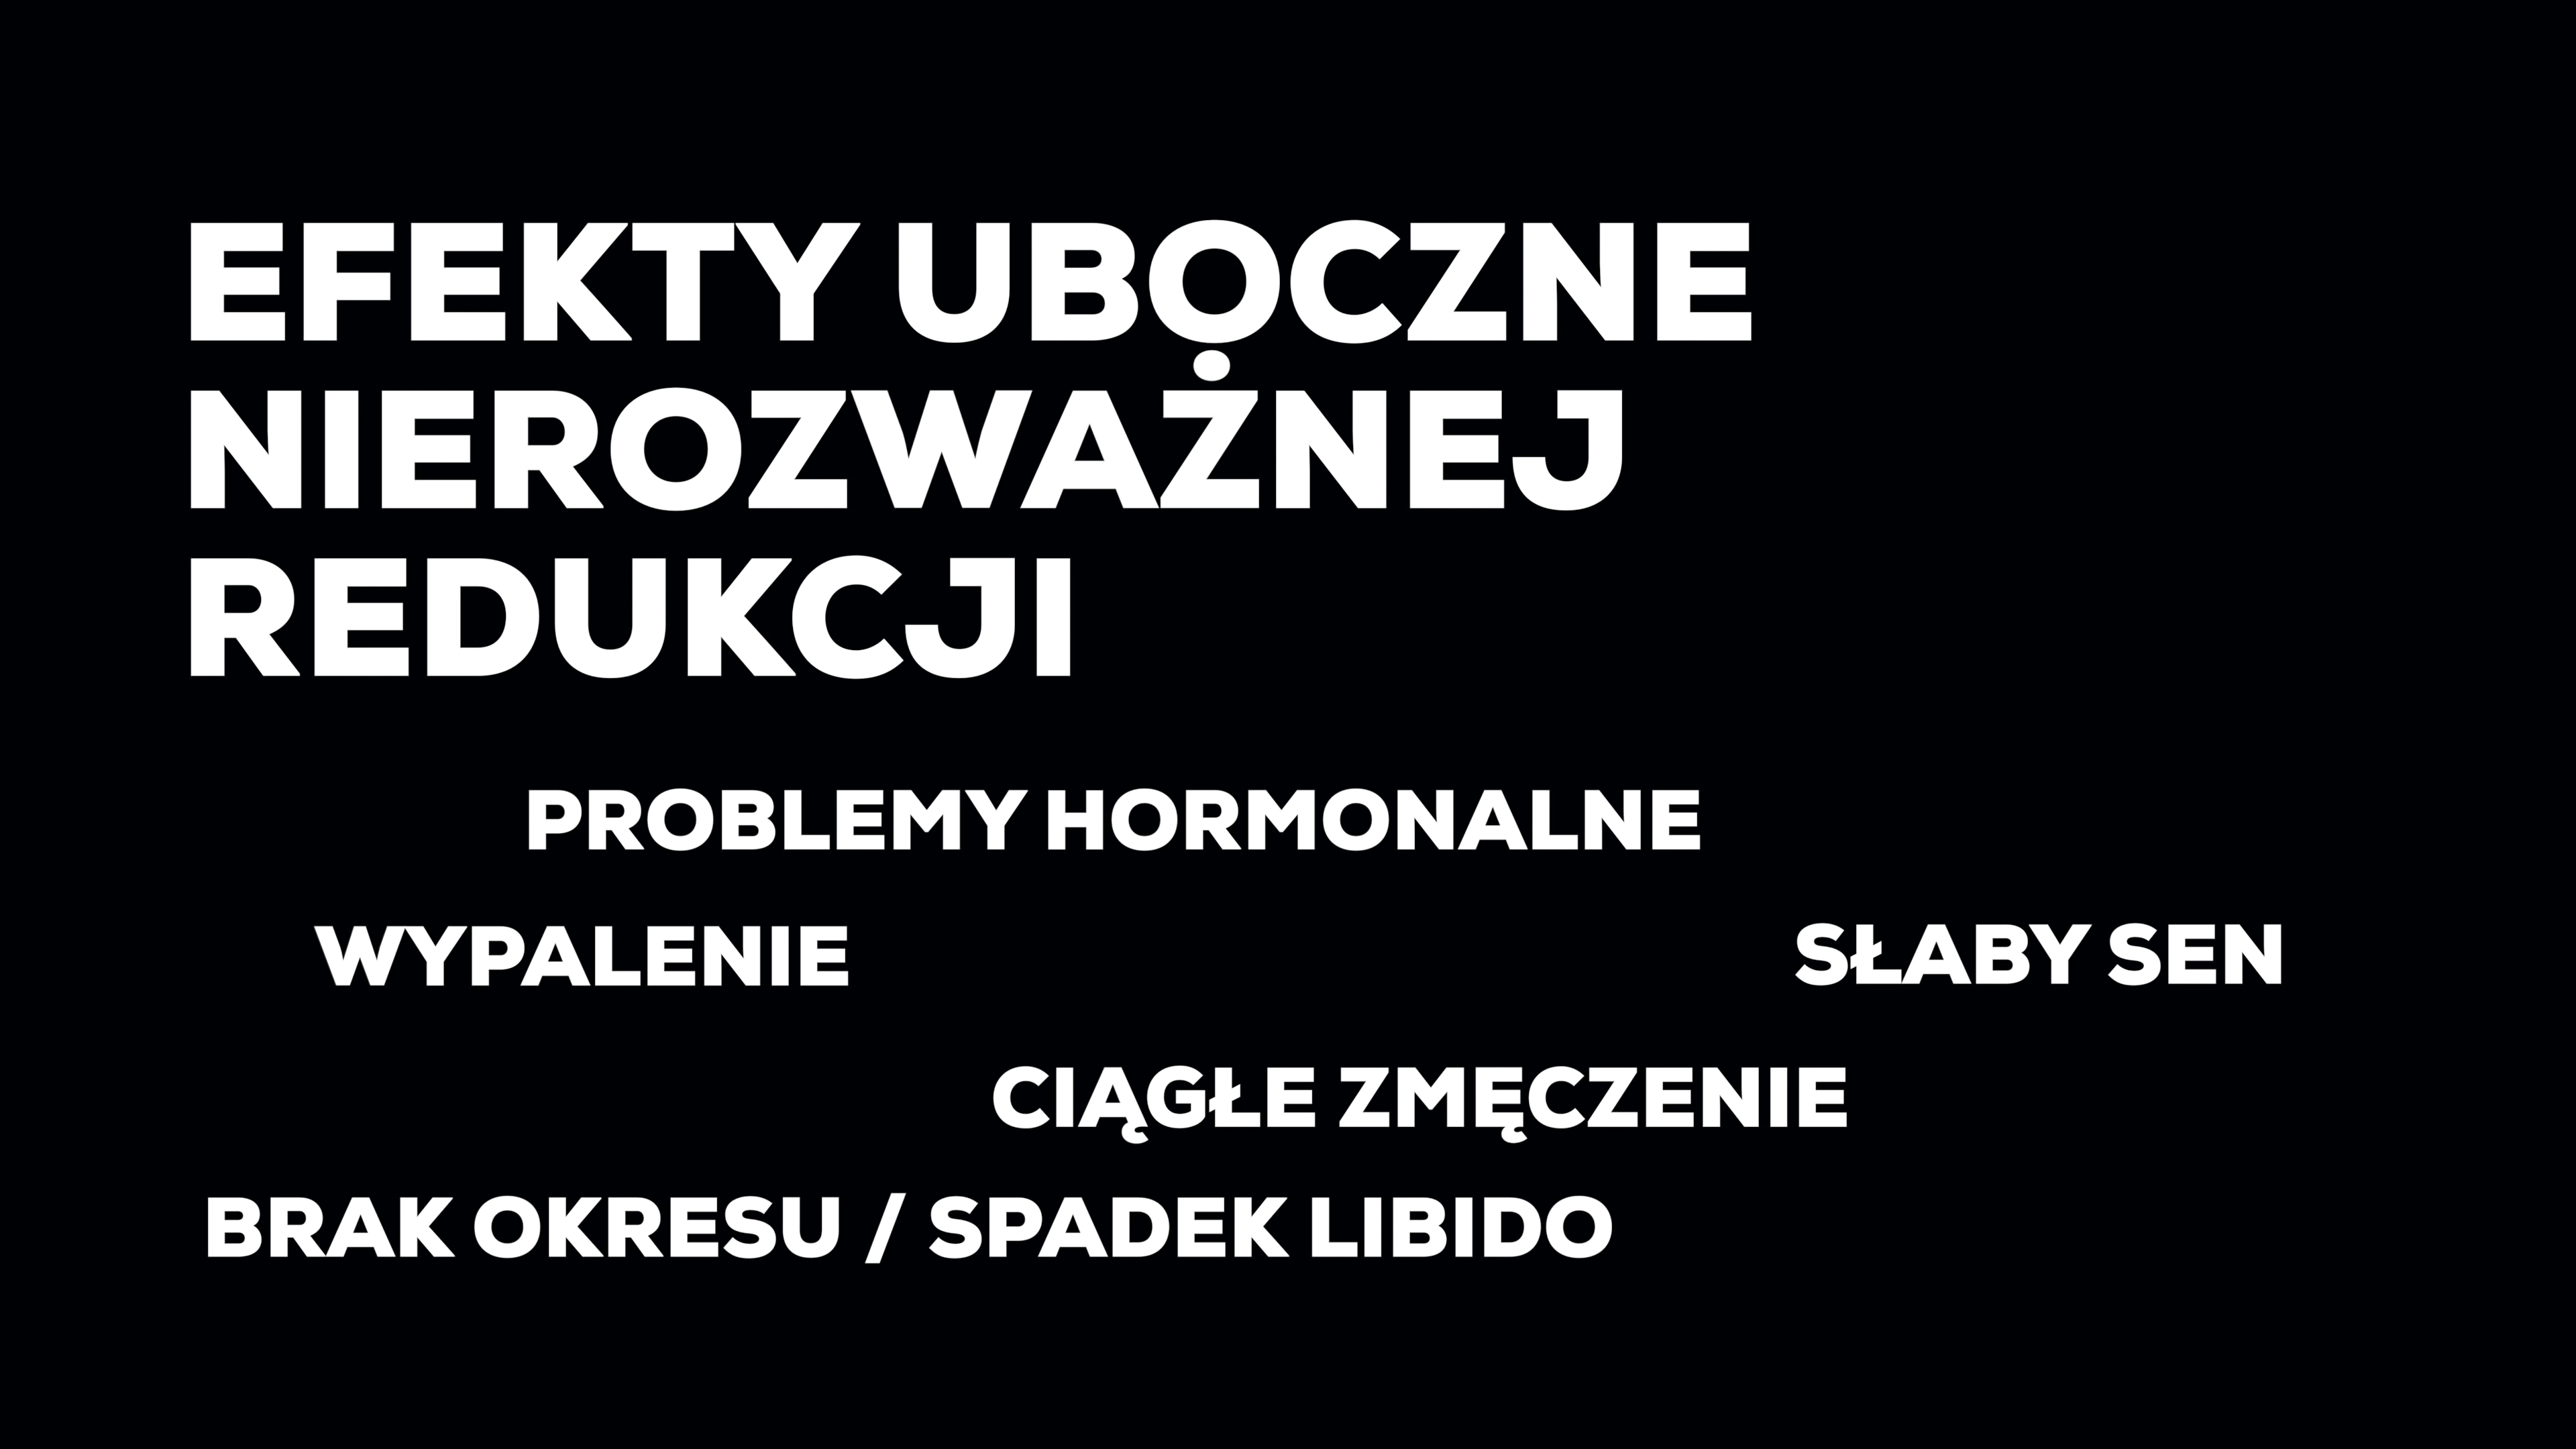 EFEKTY UBOCZNE
NIEROZWAŻNEJ
REDUKCJI
PROBLEMY HORMONALNE
WYPALENIE
SŁABY SEN
CIĄGŁE ZMĘCZENIE
BRAK OKRESU / SPADEK LIBIDO